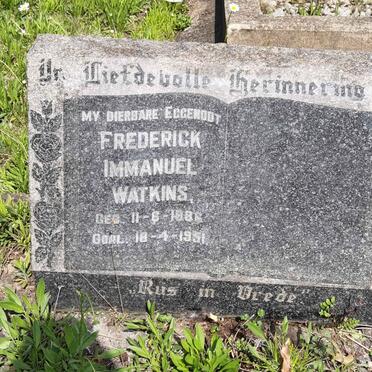 In Liefdevolle Herinnering
MY DIERBARE EGGENOOT
FREDERICK
IMMANUEL
WATKINS
GEB. 11-6-1886
OORL. 18-4-1951
Rus in Vrede